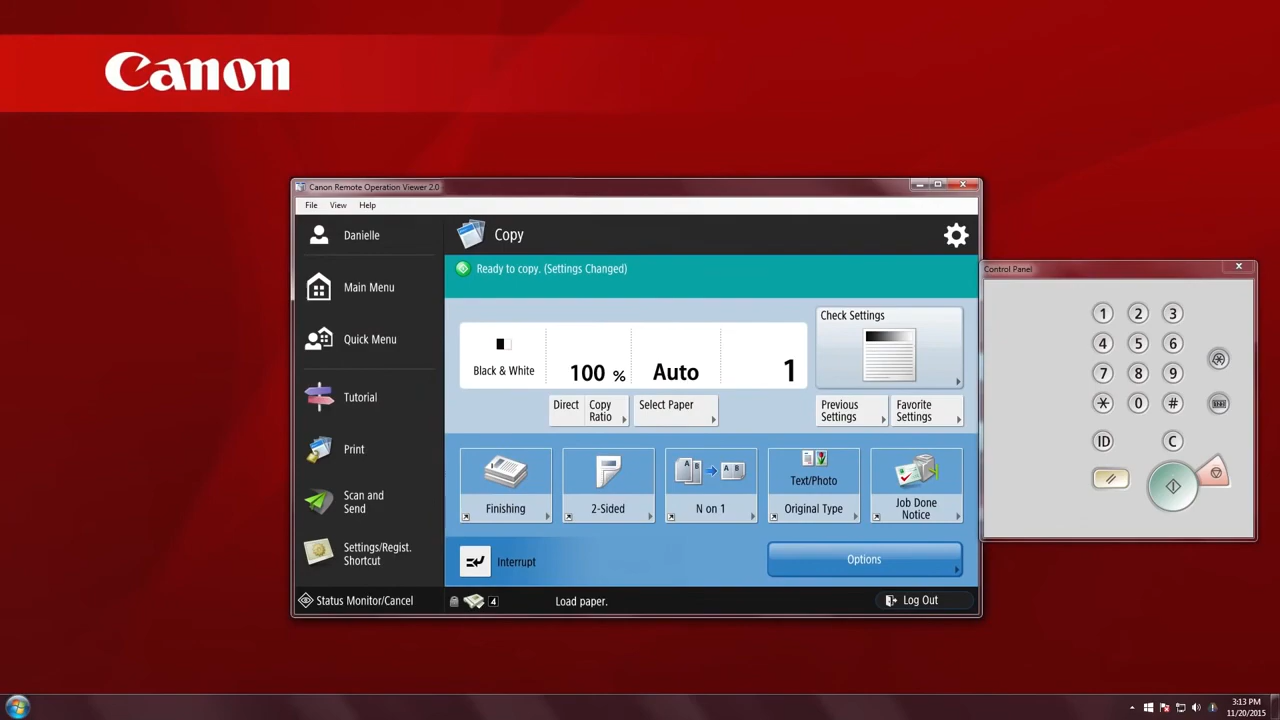 Canon
Canon Remote Operation Viewer 2.0
File View Help
Danielle
Main Menu
Quick Menu
Tutorial
Print
Scan and
Send
Settings/Regist.
Shortcut
Status Monitor/Cancel
Copy
Ready to copy. (Settings Changed)
Black & White
100 %
Auto
1
Direct
Copy
Ratio
Select Paper
Check Settings
Previous
Settings
Favorite
Settings
Finishing
2-Sided
A B A B
N on 1
Text/Photo
Original Type
Job Done
Notice
Interrupt
Options
4
Load paper.
Log Out
Control Panel
1 2 3
4 5 6
7 8 9
* 0 #
ID C
3:13 PM
11/20/2015